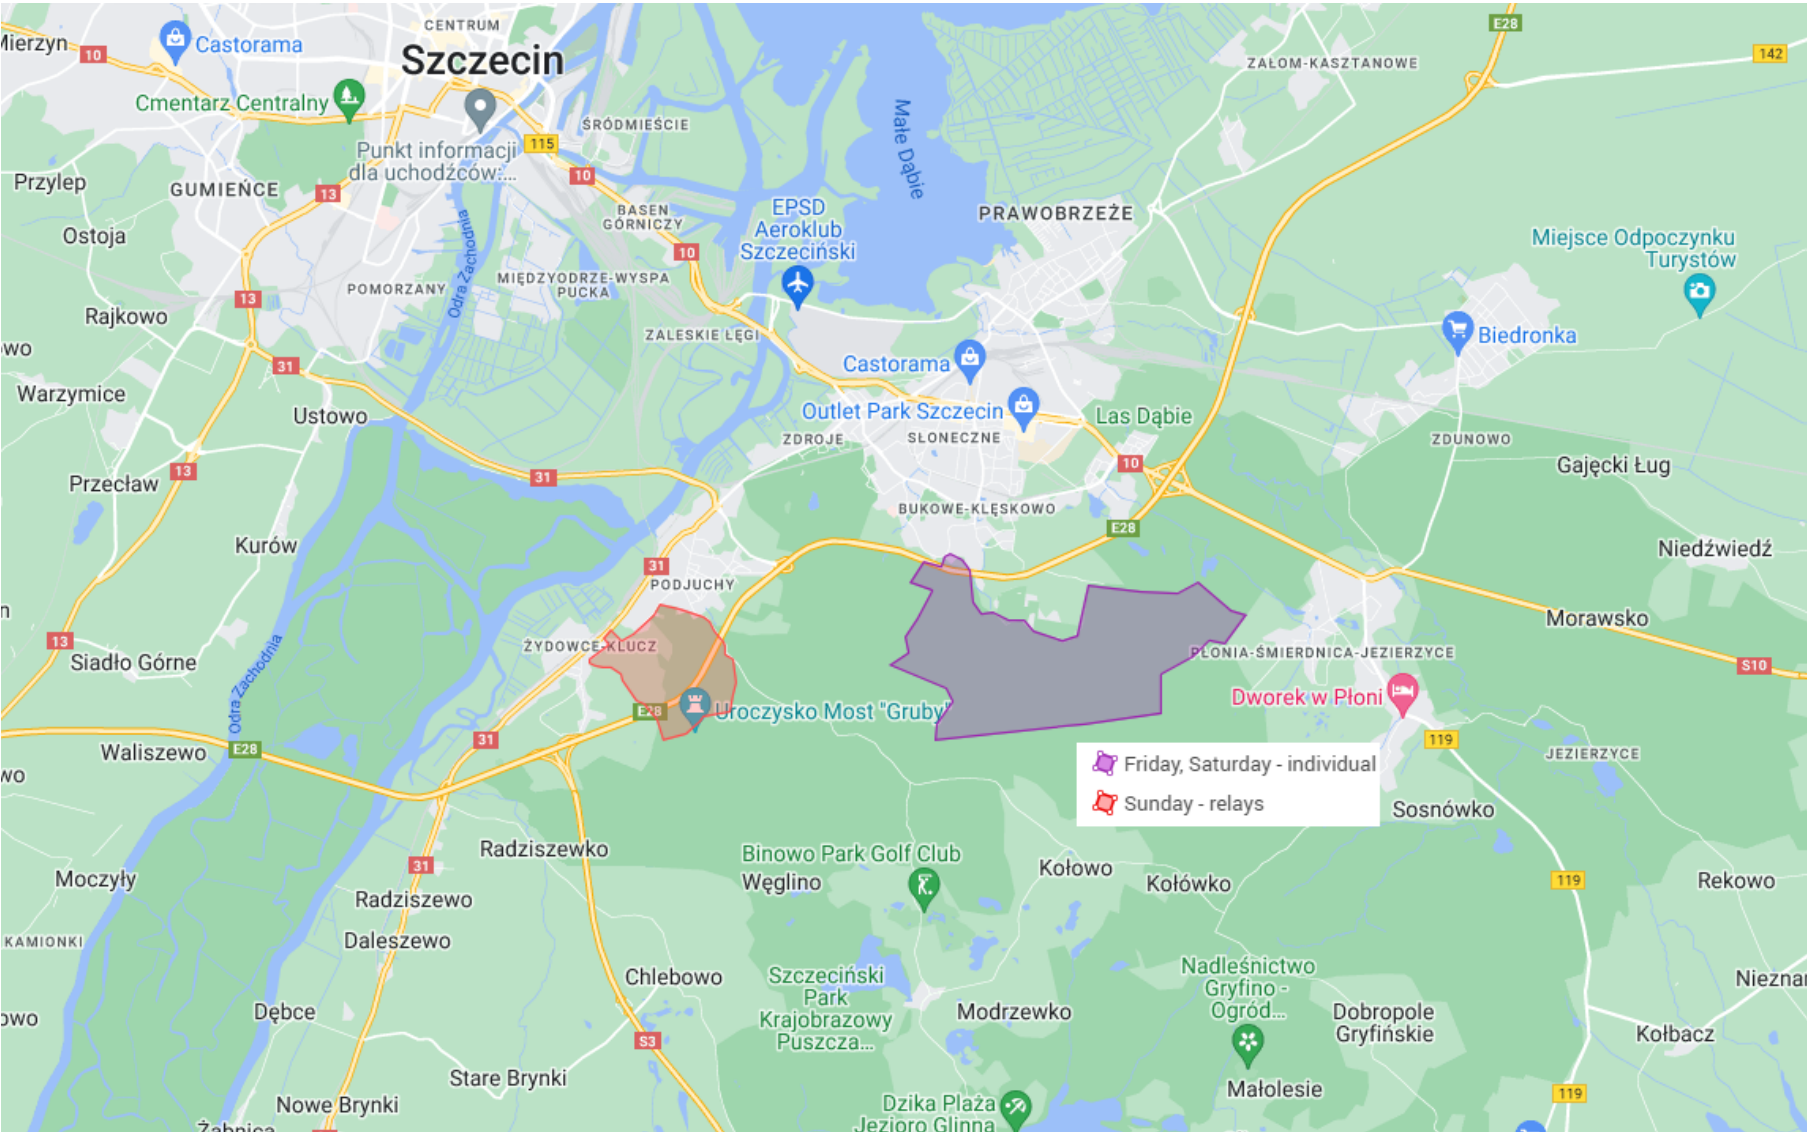 CENTRUM
Szczecin
Mierzyn
10
Castorama
Cmentarz Centralny
Punkt informacji
dla uchodźców:...
115
ŚRÓDMIEŚCIE
10
Małe Dąbie
ZAŁOM-KASZTANOWE
E28
142
Przylep
GUMIEŃCE
13
BASEN
GÓRNICZY
EPSD
Aeroklub
Szczeciński
PRAWOBRZEŻE
Ostoja
10
Miejsce Odpoczynku
Turystów
Odra Zachodnia
POMORZANY
MIĘDZYODRZE-WYSPA
PUCKA
13
Rajkowo
ZALESKIE ŁĘGI
Biedronka
31
Castorama
Warzymice
Ustowo
Outlet Park Szczecin
Las Dąbie
ZDROJE
SŁONECZNE
ZDUNOWO
10
Gajęcki Ług
13
Przecław
31
BUKOWE-KLĘSKOWO
E28
Kurów
Niedźwiedź
31
PODJUCHY
Morawsko
13
Siadło Górne
Odra Zachodnia
ŻYDOWCE-KLUCZ
PŁONIA-ŚMIERDNICA-JEZIERZYCE
S10
Dworek w Płoni
E28
Uroczysko Most "Gruby"
31
119
Waliszewo
E28
JEZIERZYCE
Friday, Saturday - individual
Sunday - relays
Sosnówko
Radziszewko
Binowo Park Golf Club
Węglino
Kołowo
Kołówko
31
Moczyły
119
Rekowo
Radziszewo
KAMIONKI
Daleszewo
Chlebowo
Szczeciński
Park
Krajobrazowy
Puszcza...
Nadleśnictwo
Gryfino -
Ogród...
Dębce
Modrzewko
Dobropole
Gryfińskie
Kołbacz
S3
Stare Brynki
Małolesie
119
Nowe Brynki
Dzika Plaża
Jezioro Glinna
Żabnica